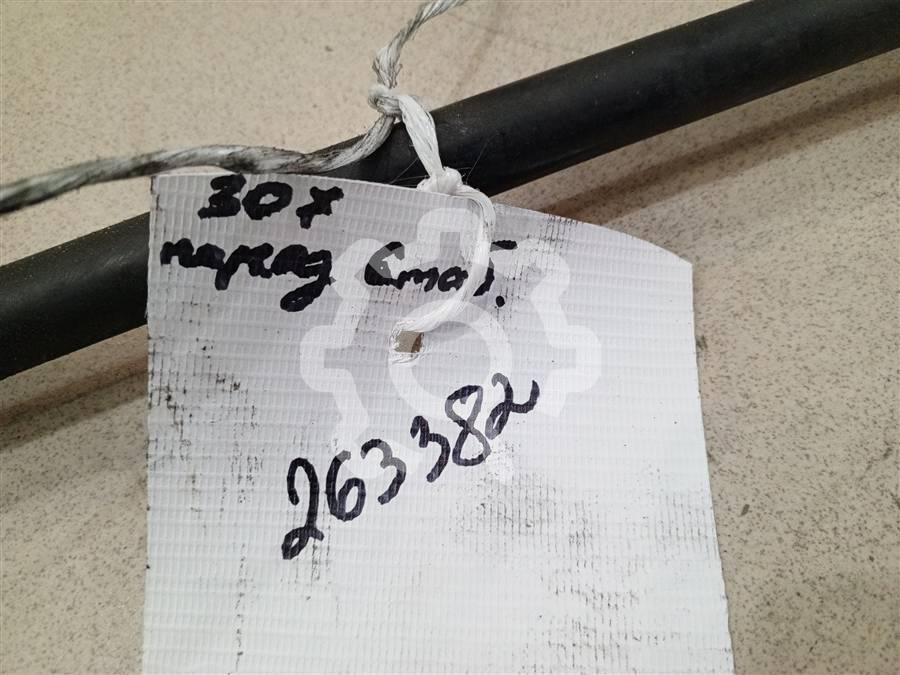 30 х
перед стаб.
263382